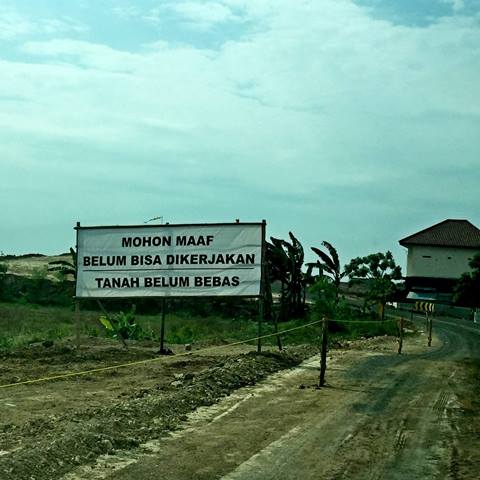 MOHON MAAF
BELUM BISA DIKERJAKAN
TANAH BELUM BEBAS